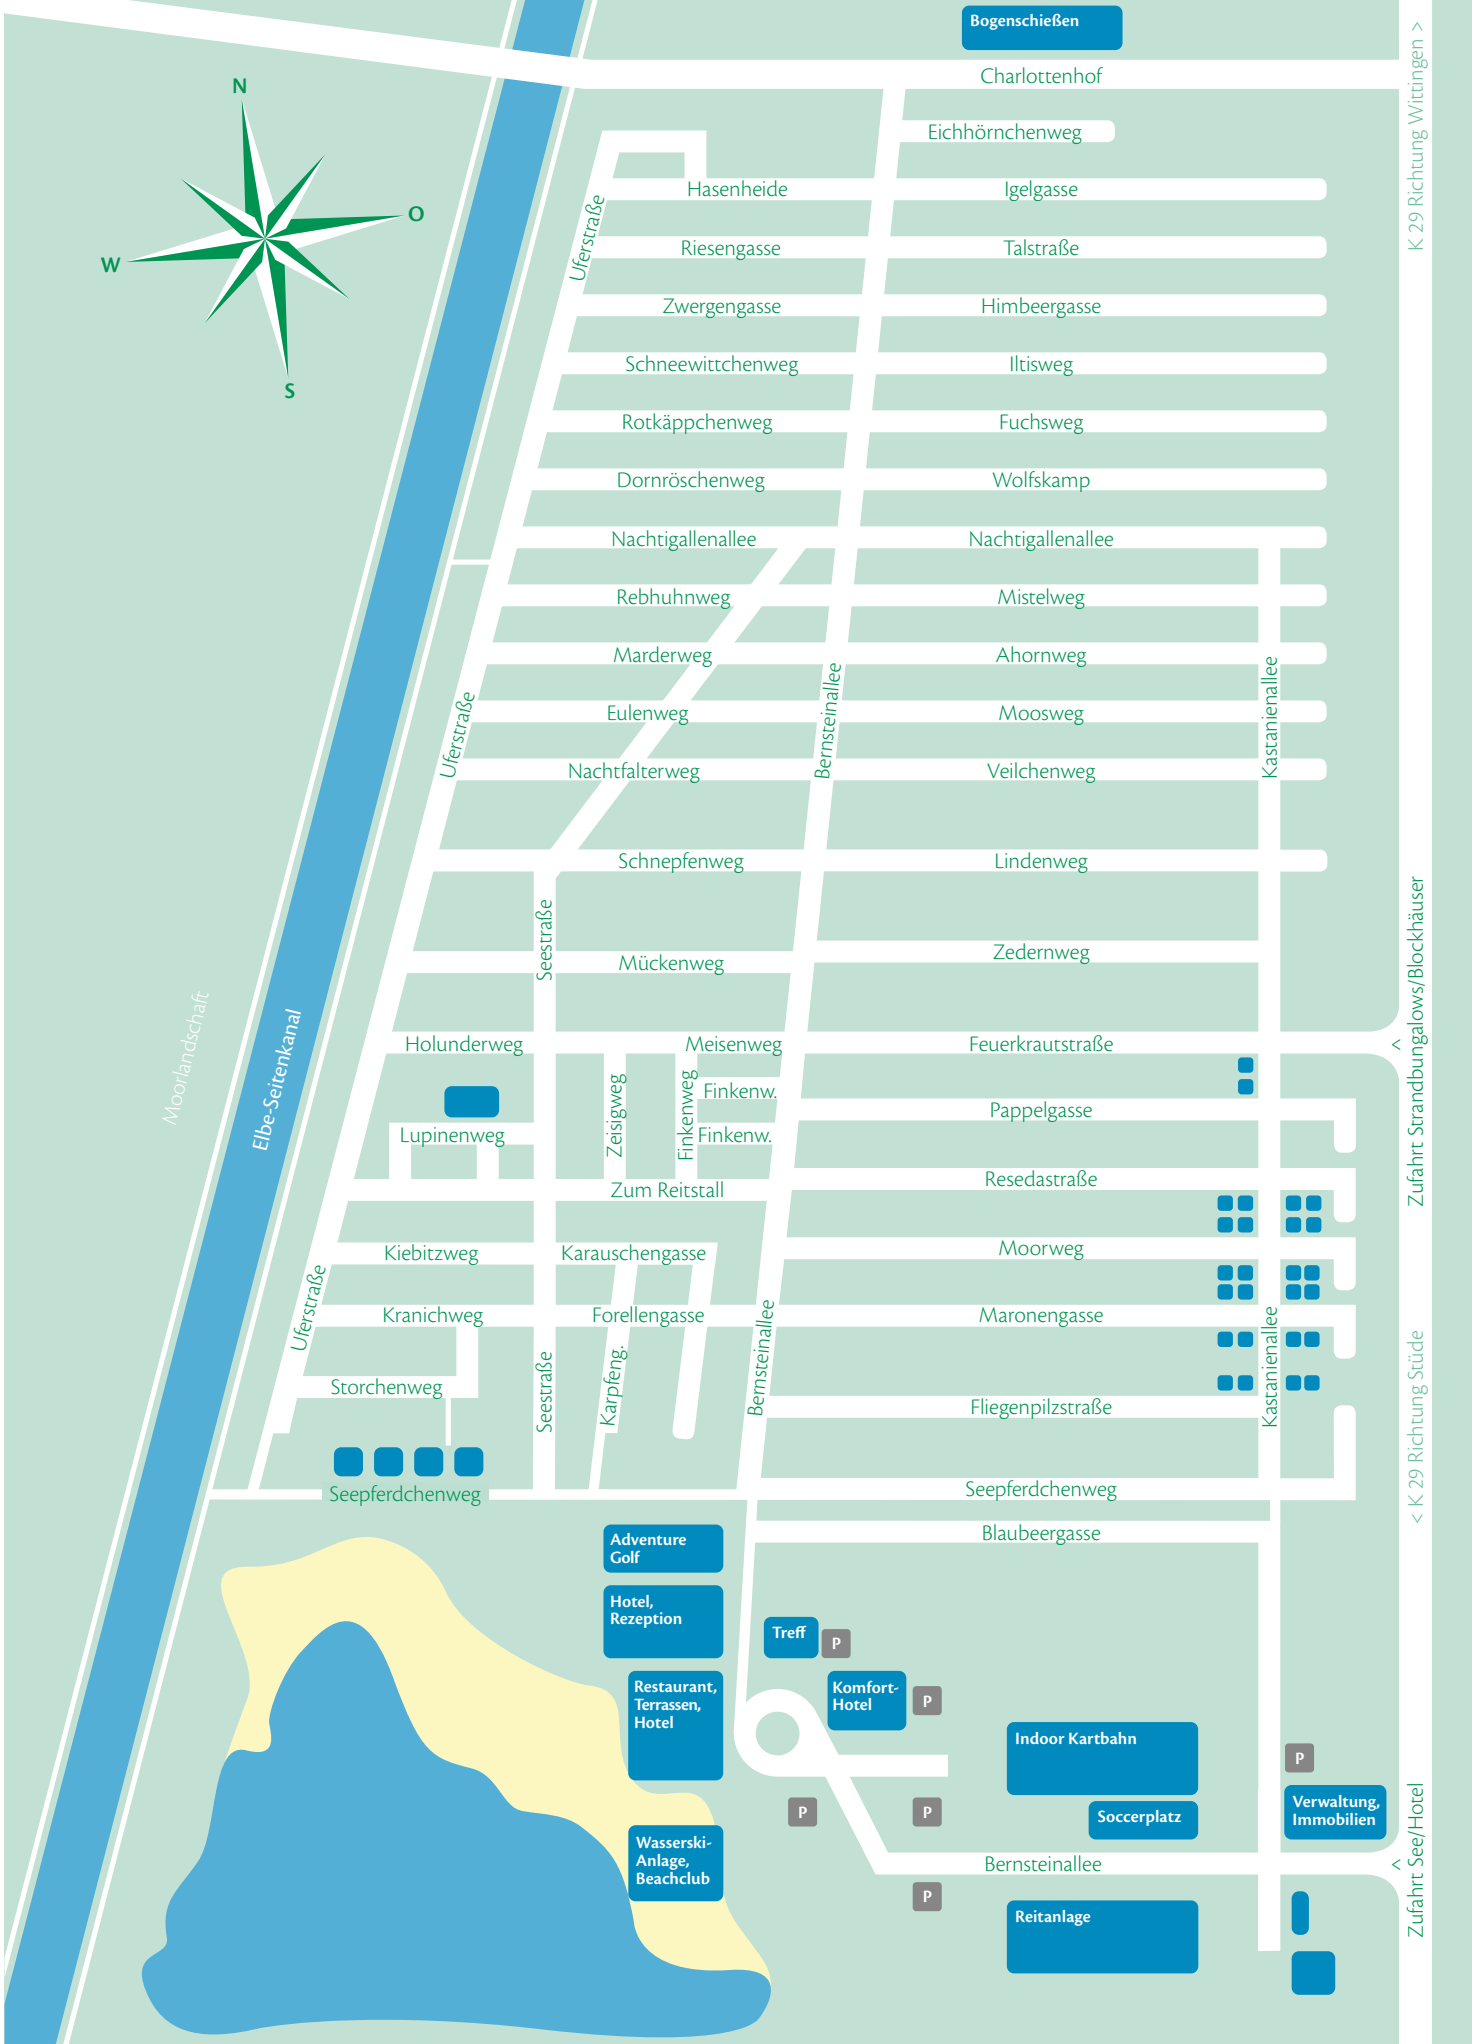 Bogenschießen
Charlottenhof
K 29 Richtung Wittingen >
N
O
W
S
Eichhörnchenweg
Hasenheide
Igelgasse
Uferstraße
Riesengasse
Talstraße
Zwergengasse
Himbeergasse
Schneewittchenweg
Iltisweg
Rotkäppchenweg
Fuchsweg
Dornröschenweg
Wolfskamp
Nachtigallenallee
Nachtigallenallee
Rebhuhnweg
Mistelweg
Marderweg
Ahornweg
Uferstraße
Bernsteinallee
Kastanienallee
Eulenweg
Moosweg
Nachtfalterweg
Veilchenweg
Schnepfenweg
Lindenweg
Seestraße
Mückenweg
Zedernweg
Zufahrt Strandbungalows/Blockhäuser
<
Moorlandschaft
Elbe-Seitenkanal
Holunderweg
Meisenweg
Feuerkrautstraße
Zeisigweg
Finkenweg
Finkenw.
Pappelgasse
Lupinenweg
Finkenw.
Zum Reitstall
Resedastraße
Kiebitzweg
Karauschengasse
Moorweg
Uferstraße
Kranichweg
Forellengasse
Bernsteinallee
Maronengasse
Kastanienallee
Seestraße
Karpfeng.
Storchenweg
Fliegenpilzstraße
< K 29 Richtung Stüde
Seepferdchenweg
Seepferdchenweg
Blaubeergasse
Adventure
Golf
Hotel,
Rezeption
Treff
P
Restaurant,
Terrassen,
Hotel
Komfort-
Hotel
P
Indoor Kartbahn
P
P
P
Soccerplatz
Verwaltung,
Immobilien
Wasserski-
Anlage,
Beachclub
Bernsteinallee
<
Zufahrt See/Hotel
P
Reitanlage